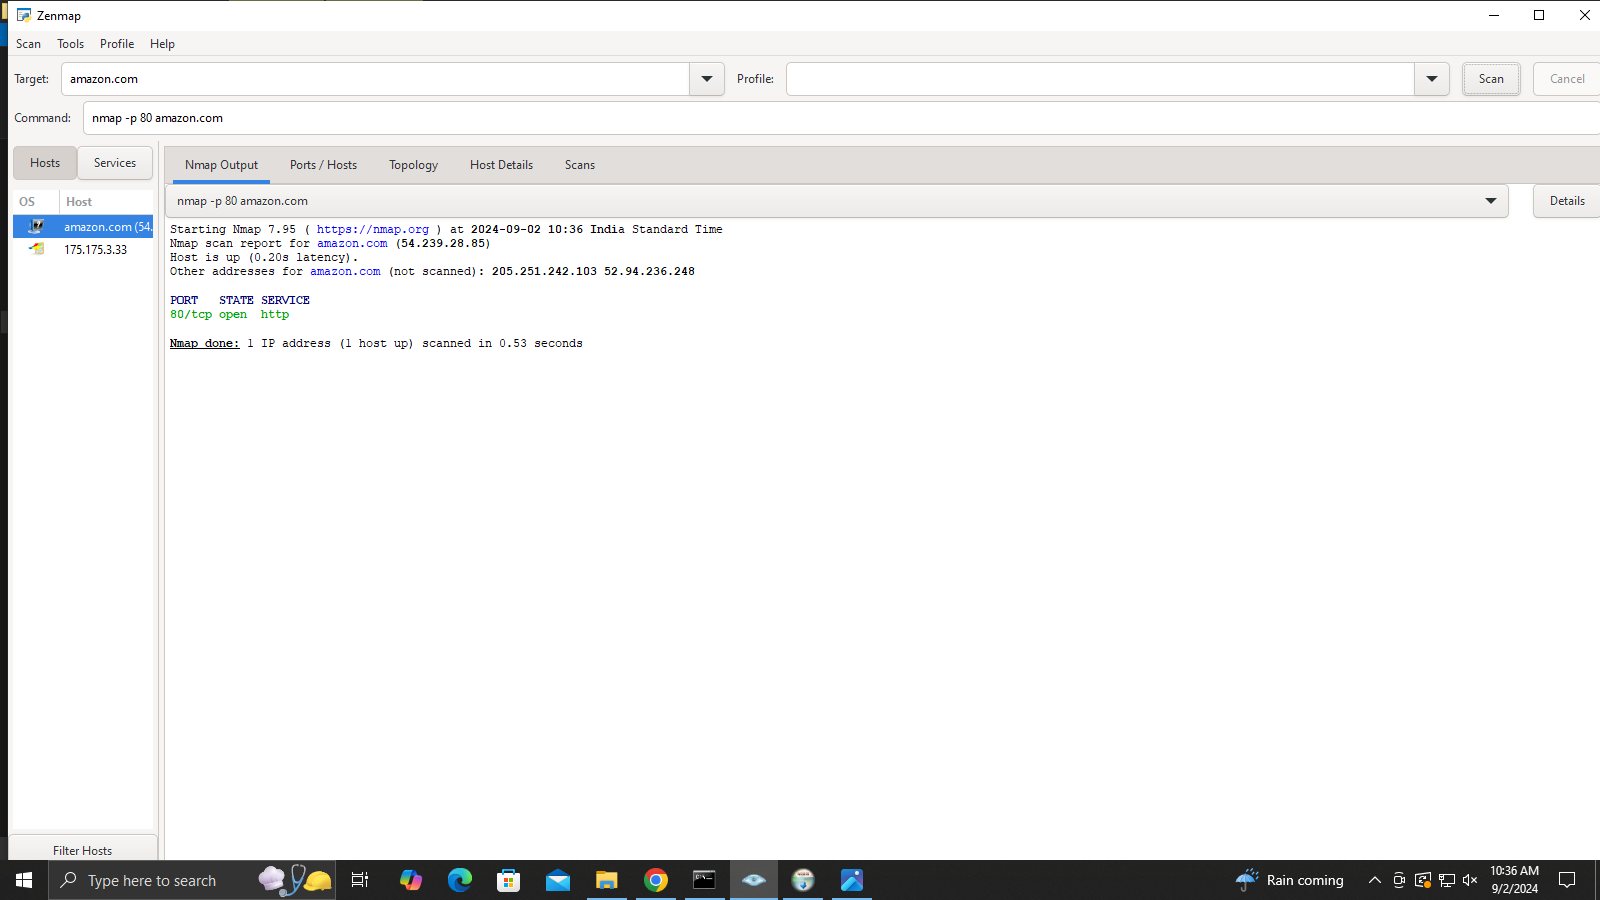 Zenmap
Scan Tools Profile Help
Target: amazon.com Profile: Scan Cancel
Command: nmap -p 80 amazon.com
Hosts Services
OS Host
amazon.com (54.
175.175.3.33
Filter Hosts
Nmap Output Ports / Hosts Topology Host Details Scans
nmap -p 80 amazon.com Details
Starting Nmap 7.95 ( https://nmap.org ) at 2024-09-02 10:36 India Standard Time
Nmap scan report for amazon.com (54.239.28.85)
Host is up (0.20s latency).
Other addresses for amazon.com (not scanned): 205.251.242.103 52.94.236.248
PORT STATE SERVICE
80/tcp open http
Nmap done: 1 IP address (1 host up) scanned in 0.53 seconds
Type here to search
Rain coming
10:36 AM
9/2/2024